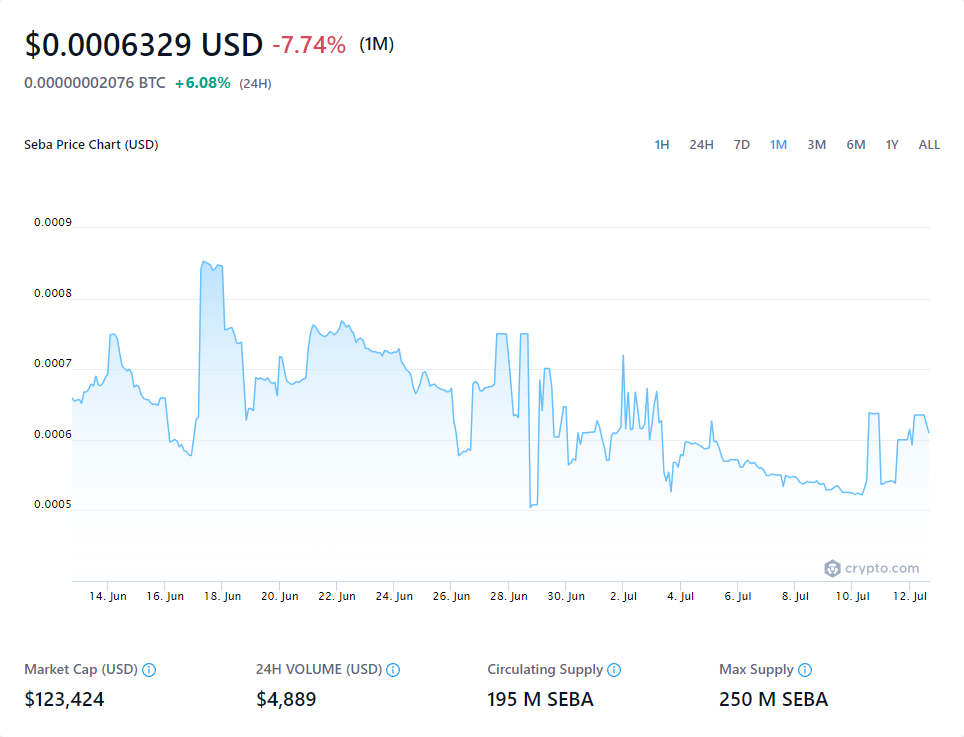 $0.0006329 USD -7.74% (1M)
0.00000002076 BTC +6.08% (24H)
Seba Price Chart (USD) 1H 24H 7D 1M 3M 6M 1Y ALL
0.0009
0.0008
0.0007
0.0006
0.0005
crypto.com
14. Jun 16. Jun 18. Jun 20. Jun 22. Jun 24. Jun 26. Jun 28. Jun 30. Jun 2. Jul 4. Jul 6. Jul 8. Jul 10. Jul 12. Jul
Market Cap (USD) 24H VOLUME (USD) Circulating Supply Max Supply
$123,424 $4,889 195 M SEBA 250 M SEBA